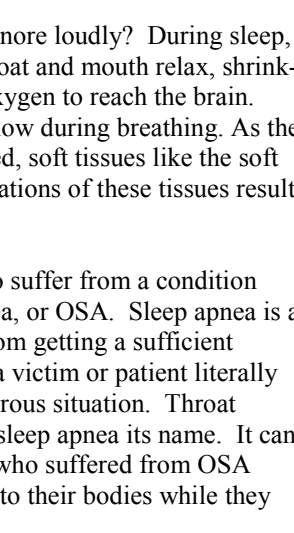 nore loudly?  During sleep,
oat and mouth relax, shrink-
xygen to reach the brain.
low during breathing. As the
ed, soft tissues like the soft
ations of these tissues result
o suffer from a condition
a, or OSA.  Sleep apnea is a
om getting a sufficient
a victim or patient literally
rous situation.  Throat
sleep apnea its name.  It can
who suffered from OSA
to their bodies while they